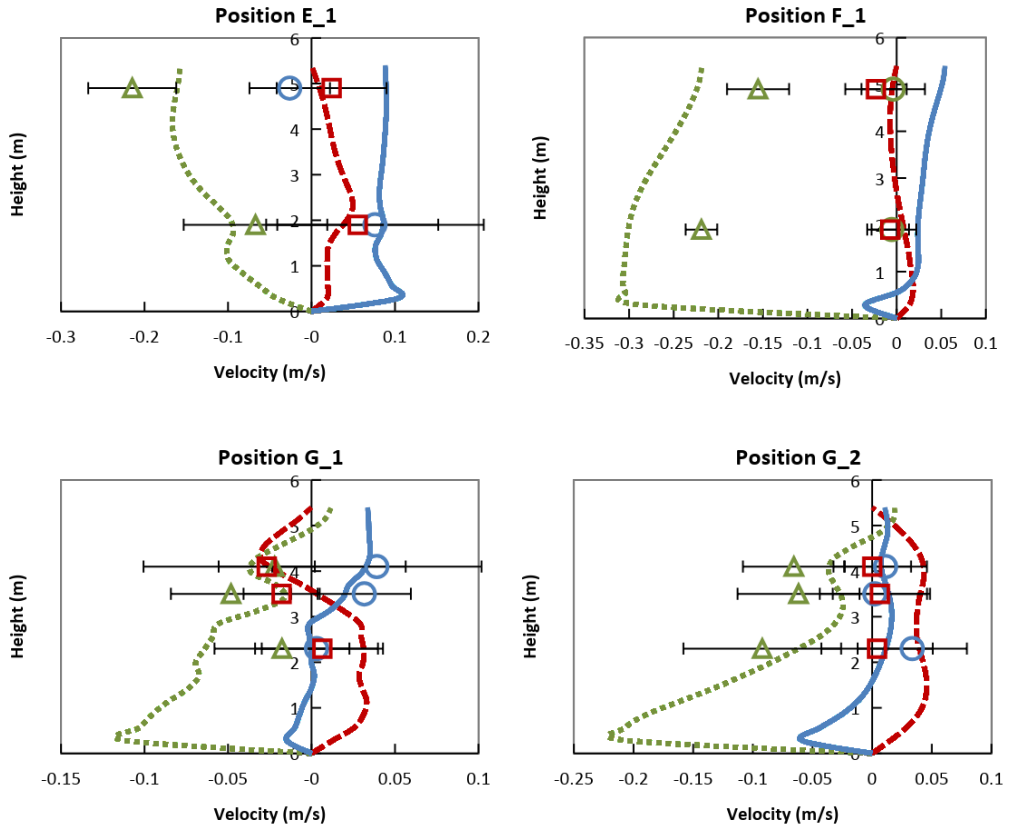 Position E_1
Height (m)
6
5
4
3
2
1
0
-0.3 -0.2 -0.1 -0 0.1 0.2
Velocity (m/s)
Position F_1
Height (m)
6
5
4
3
2
1
0
-0.35 -0.3 -0.25 -0.2 -0.15 -0.1 -0.05 0 0.05 0.1
Velocity (m/s)
Position G_1
Height (m)
6
5
4
3
2
1
0
-0.15 -0.1 -0.05 -0 0.05 0.1
Velocity (m/s)
Position G_2
Height (m)
6
5
4
3
2
1
0
-0.25 -0.2 -0.15 -0.1 -0.05 0 0.05 0.1
Velocity (m/s)